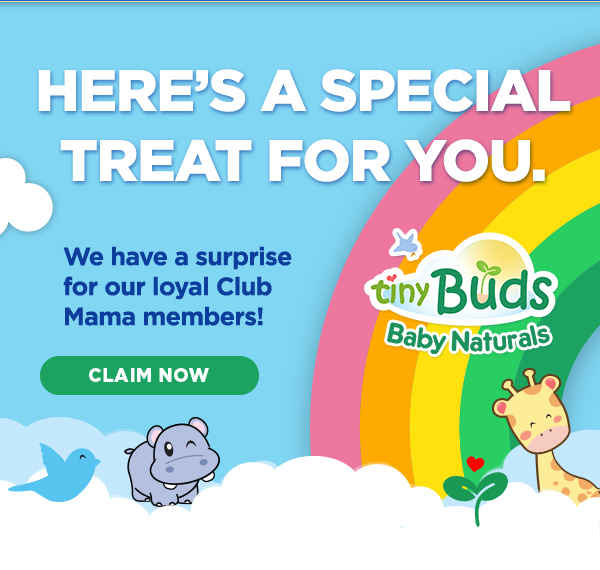 HERE'S A SPECIAL
TREAT FOR YOU.
We have a surprise
for our loyal Club
Mama members!
CLAIM NOW
tiny Buds
Baby Naturals